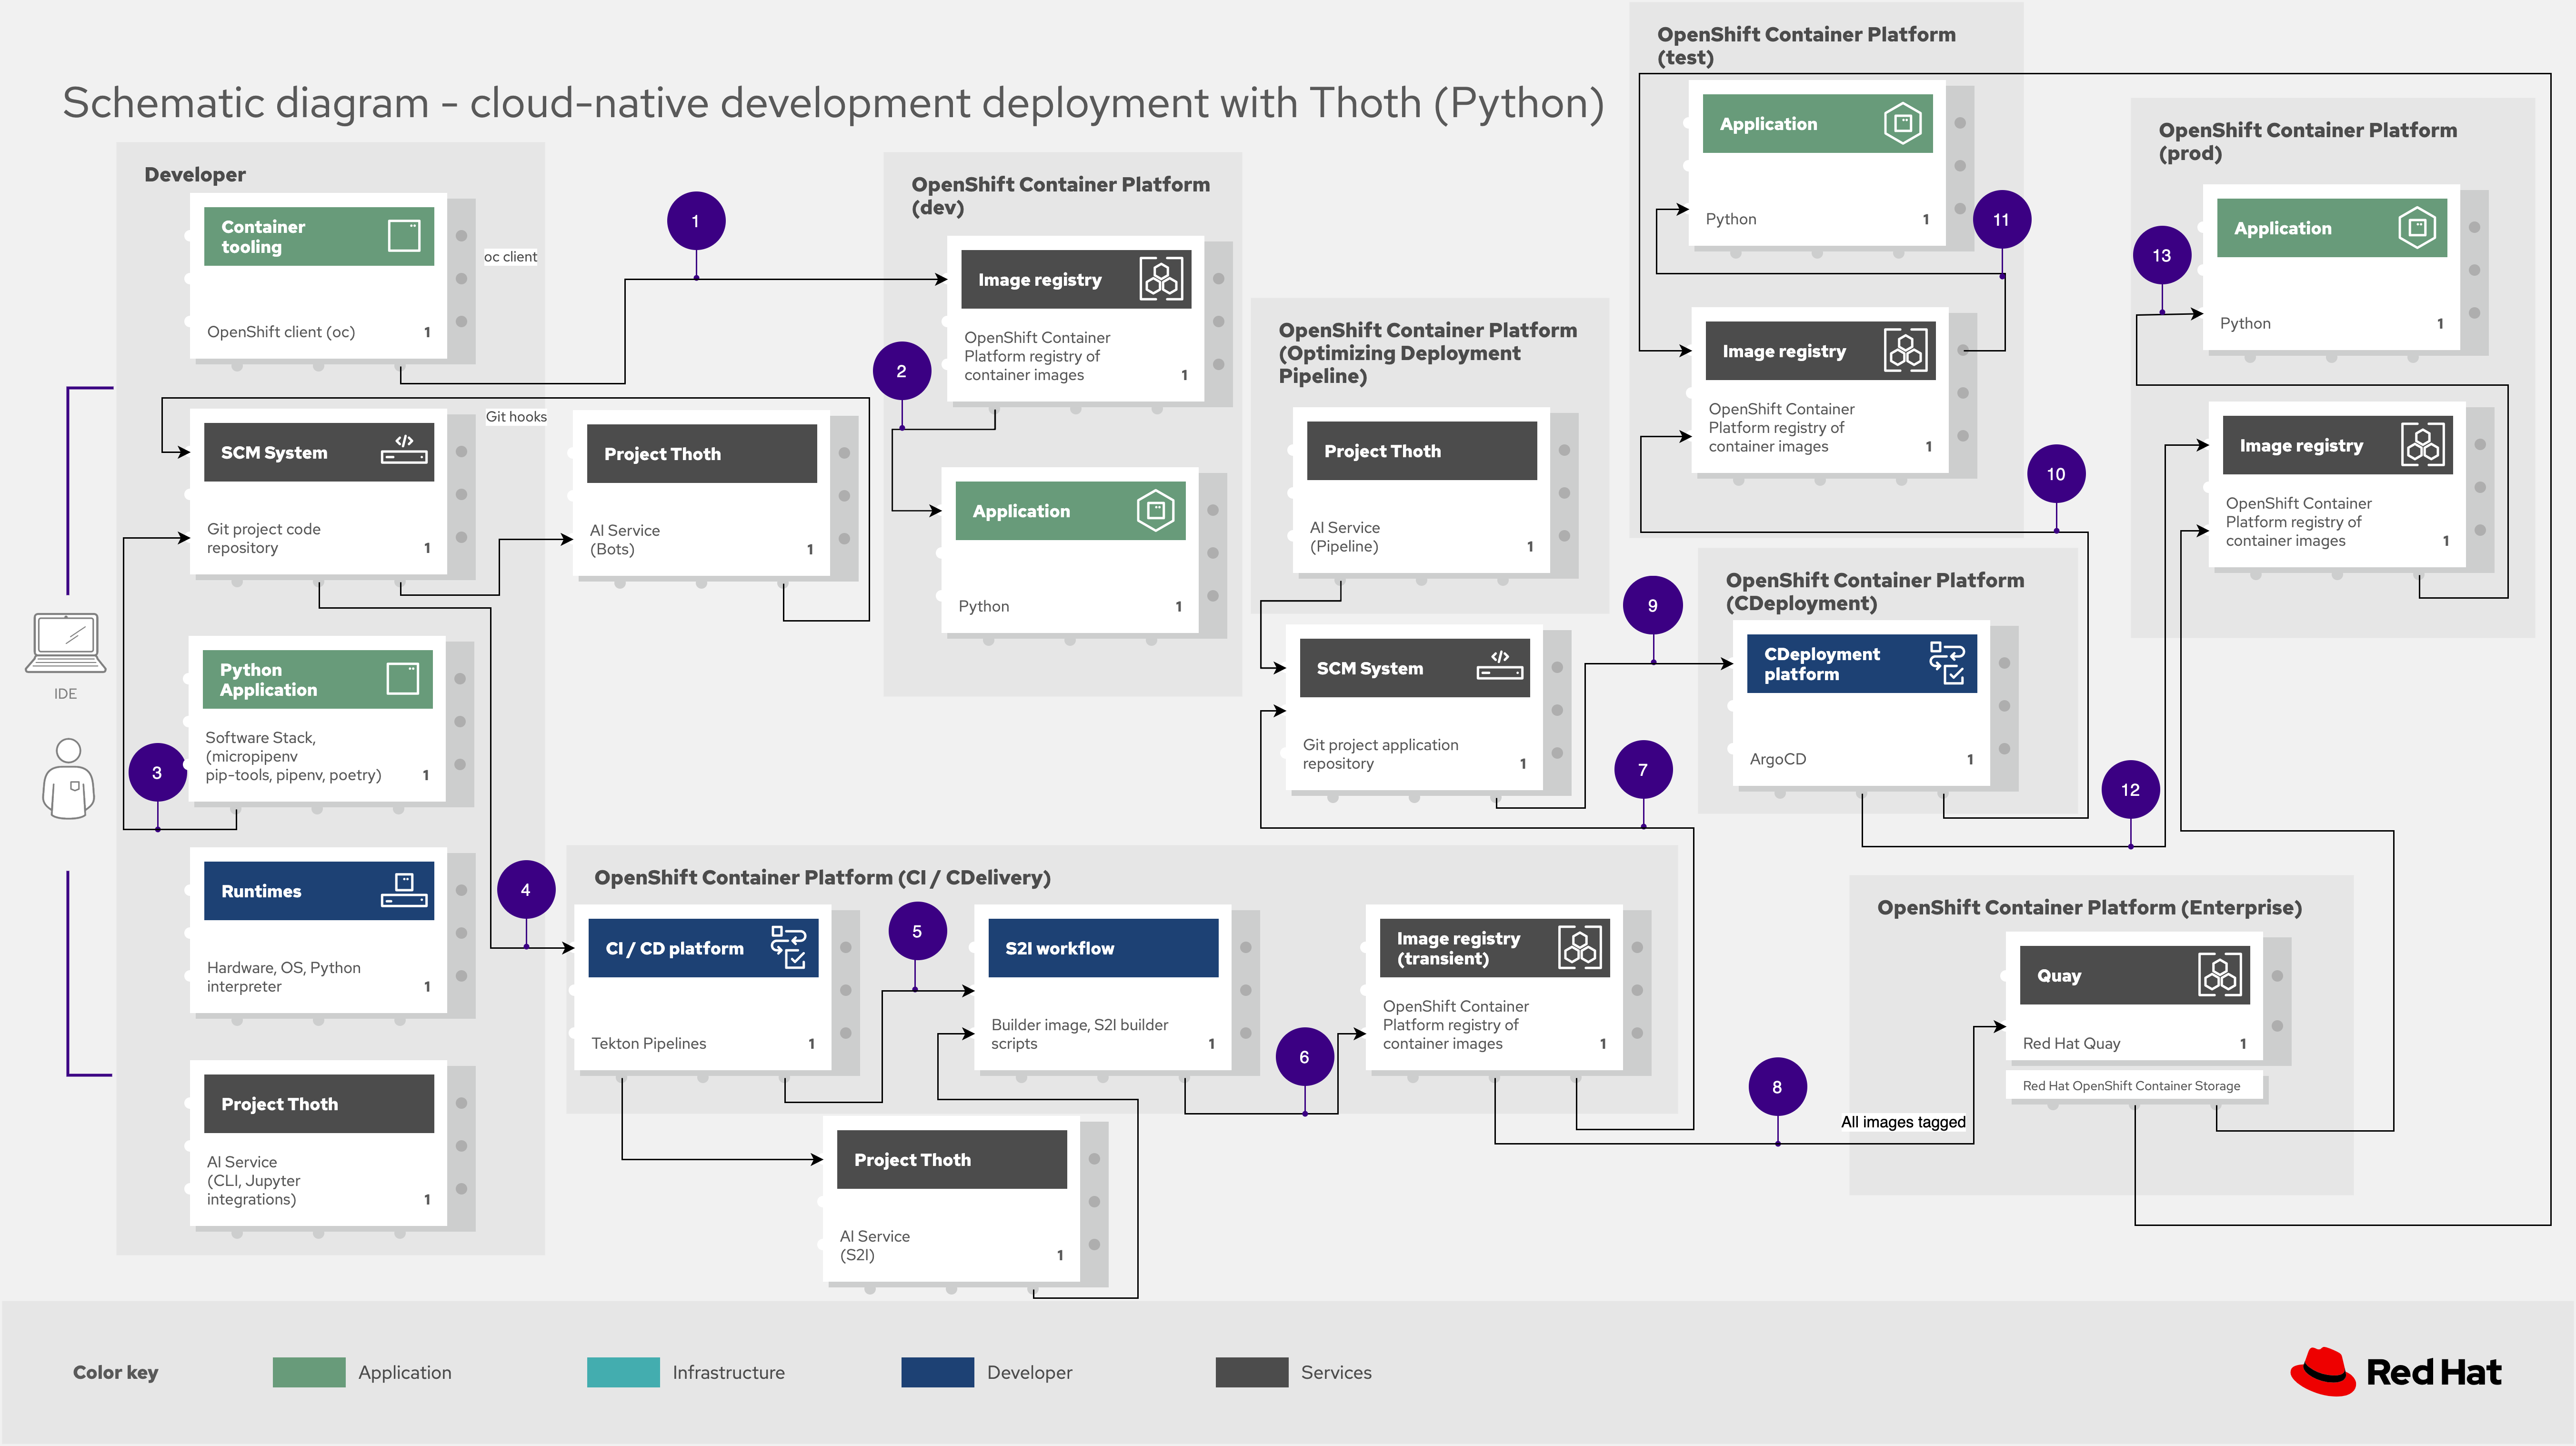 Schematic diagram - cloud-native development deployment with Thoth (Python)
Developer
Container
tooling
OpenShift client (oc)
1
oc client
SCM System
Git project code
repository
1
Git hooks
Python
Application
Software Stack,
(micropipenv
pip-tools, pipenv, poetry)
1
Runtimes
Hardware, OS, Python
interpreter
1
Project Thoth
AI Service
(CLI, Jupyter
integrations)
1
IDE
1
2
3
4
5
6
7
8
9
10
11
12
13
Project Thoth
AI Service
(Bots)
1
OpenShift Container Platform
(dev)
Image registry
OpenShift Container
Platform registry of
container images
1
Application
Python
1
OpenShift Container Platform
(Optimizing Deployment
Pipeline)
Project Thoth
AI Service
(Pipeline)
1
SCM System
Git project application
repository
1
OpenShift Container Platform
(test)
Application
Python
1
Image registry
OpenShift Container
Platform registry of
container images
1
OpenShift Container Platform
(prod)
Application
Python
1
Image registry
OpenShift Container
Platform registry of
container images
1
OpenShift Container Platform
(CDeployment)
CDeployment
platform
ArgoCD
1
OpenShift Container Platform (CI / CDelivery)
CI / CD platform
Tekton Pipelines
1
S2I workflow
Builder image, S2I builder
scripts
1
Image registry
(transient)
OpenShift Container
Platform registry of
container images
1
Project Thoth
AI Service
(S2I)
1
OpenShift Container Platform (Enterprise)
Quay
Red Hat Quay
1
Red Hat OpenShift Container Storage
All images tagged
Color key
Application
Infrastructure
Developer
Services
Red Hat